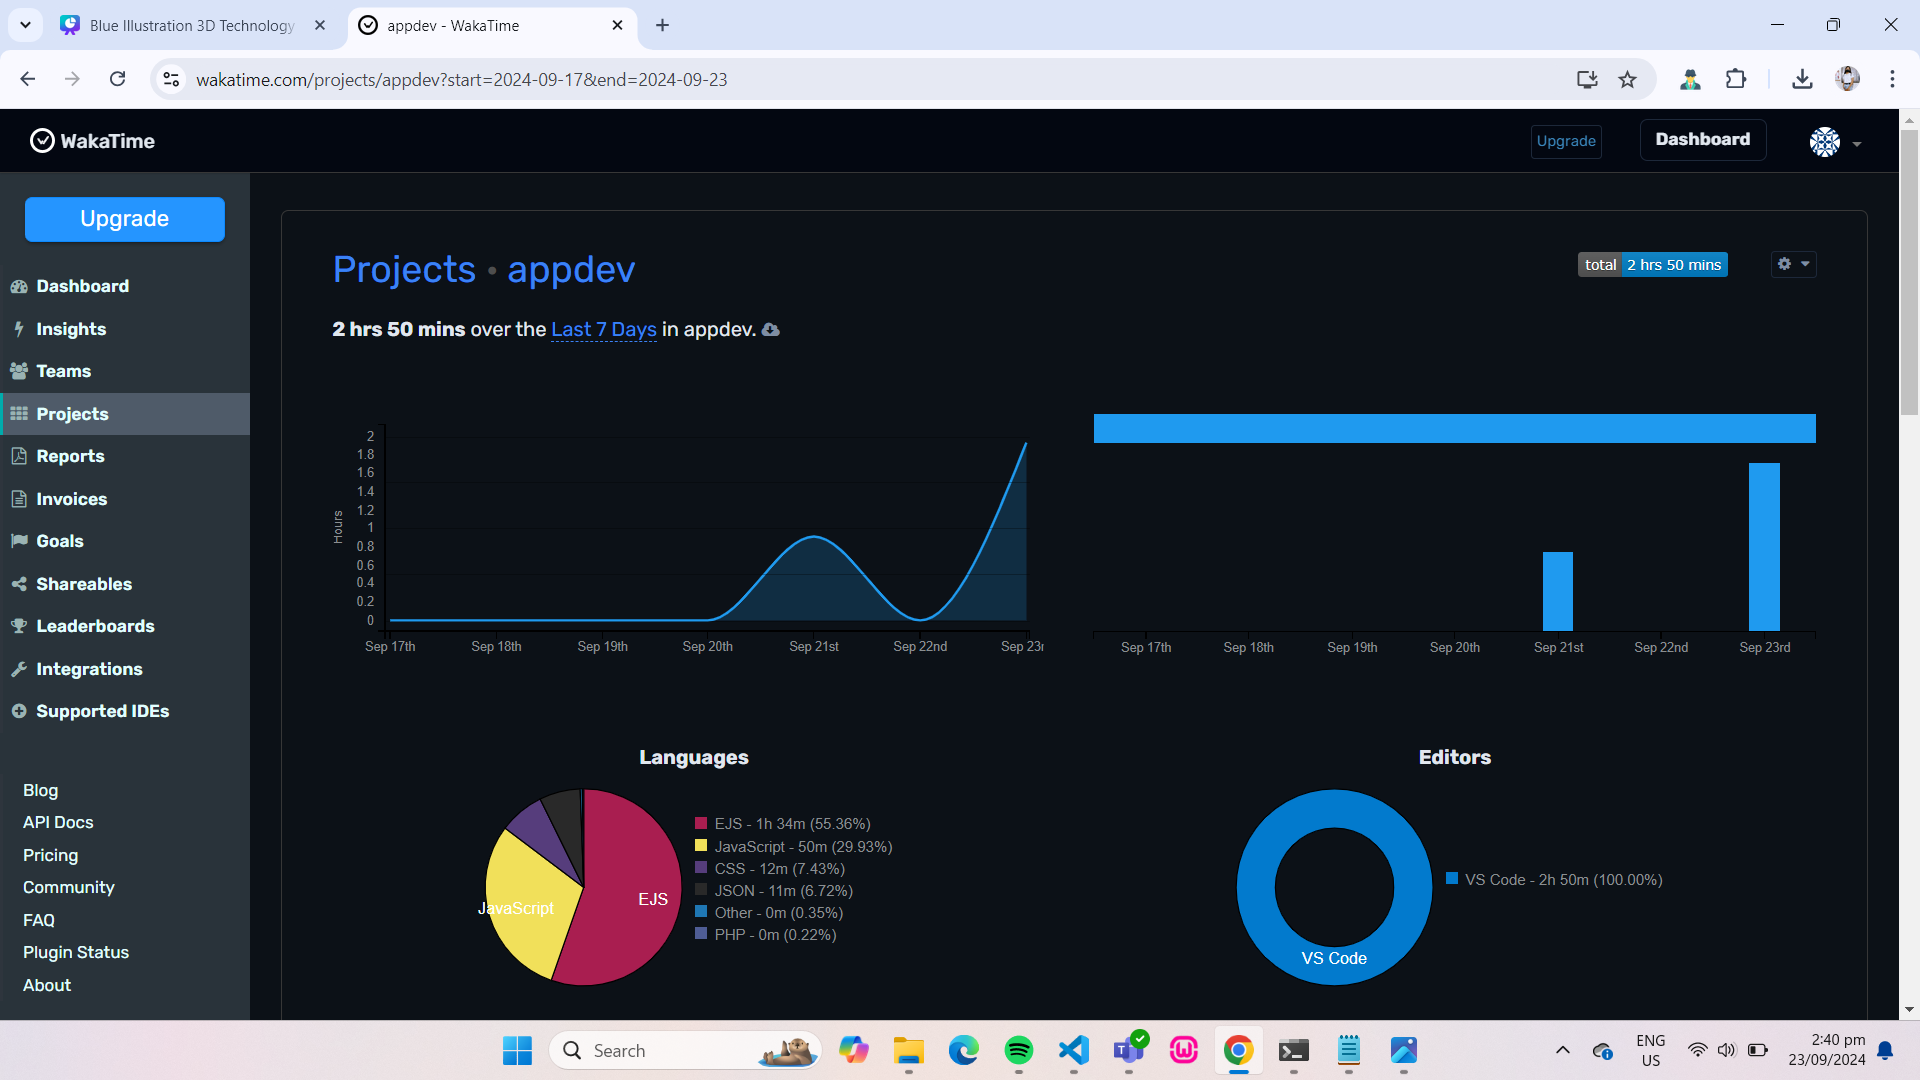 Blue Illustration 3D Technology
appdev - WakaTime
wakatime.com/projects/appdev?start=2024-09-17&end=2024-09-23
WakaTime
Upgrade
Dashboard
Upgrade
Dashboard
Insights
Teams
Projects
Reports
Invoices
Goals
Shareables
Leaderboards
Integrations
Supported IDEs
Blog
API Docs
Pricing
Community
FAQ
Plugin Status
About
Projects • appdev
total 2 hrs 50 mins
2 hrs 50 mins over the Last 7 Days in appdev.
Hours
2
1.8
1.6
1.4
1.2
1
0.8
0.6
0.4
0.2
0
Sep 17th Sep 18th Sep 19th Sep 20th Sep 21st Sep 22nd Sep 23r
Sep 17th Sep 18th Sep 19th Sep 20th Sep 21st Sep 22nd Sep 23rd
Languages
JavaScript
EJS
EJS - 1h 34m (55.36%)
JavaScript - 50m (29.93%)
CSS - 12m (7.43%)
JSON - 11m (6.72%)
Other - 0m (0.35%)
PHP - 0m (0.22%)
Editors
VS Code
VS Code - 2h 50m (100.00%)
Search
ENG
US
2:40 pm
23/09/2024